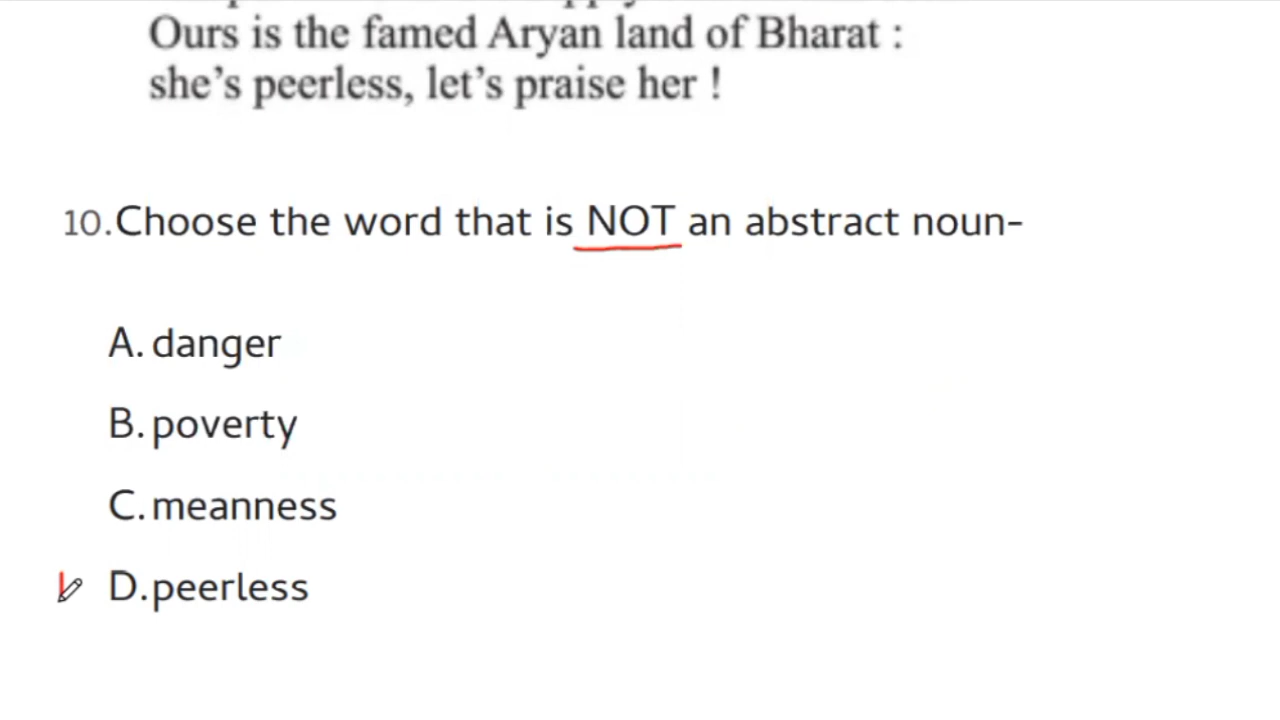 Ours is the famed Aryan land of Bharat :
she's peerless, let's praise her !
10.Choose the word that is NOT an abstract noun-
A. danger
B. poverty
C. meanness
D.peerless